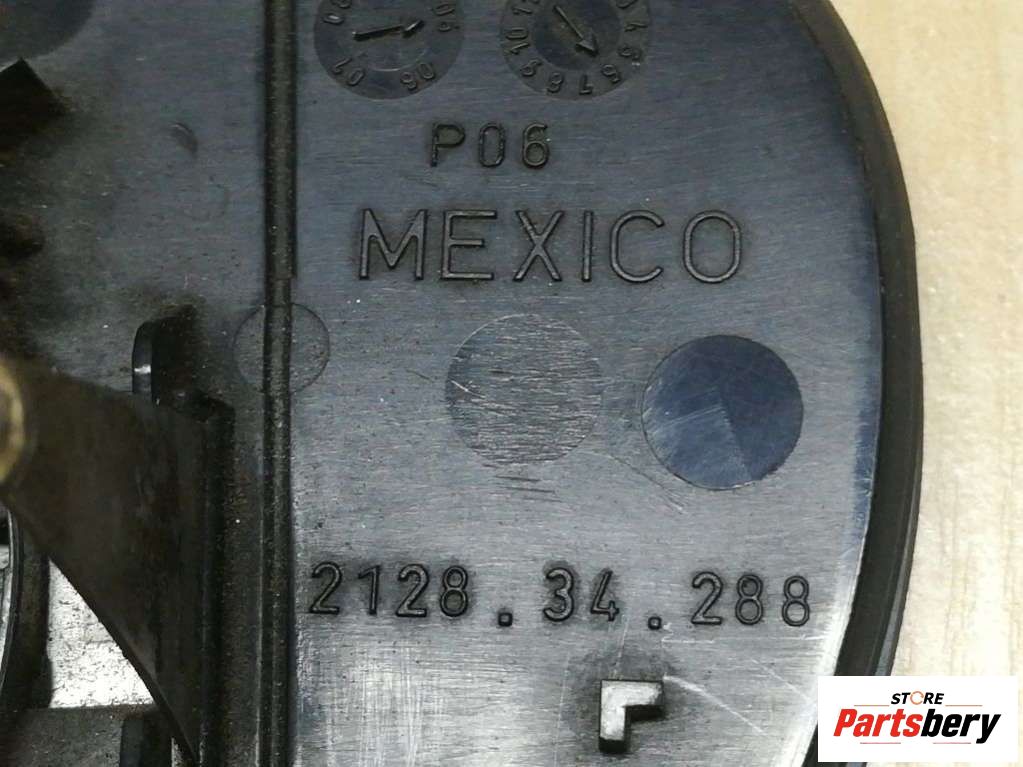 P06
MEXICO
2128.34.288
STORE
Partsbery